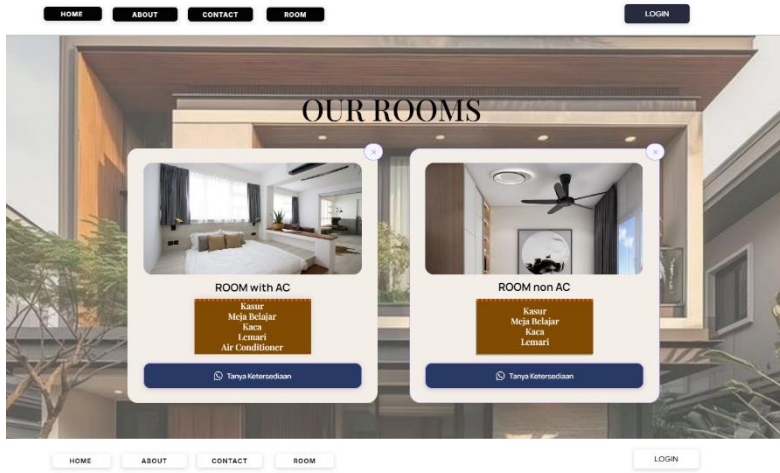 HOME ABOUT CONTACT ROOM LOGIN
OUR ROOMS
ROOM with AC
Kasur
Meja Belajar
Kaca
Lemari
Air Conditioner
Tanya Ketersediaan
ROOM non AC
Kasur
Meja Belajar
Kaca
Lemari
Tanya Ketersediaan
HOME ABOUT CONTACT ROOM LOGIN